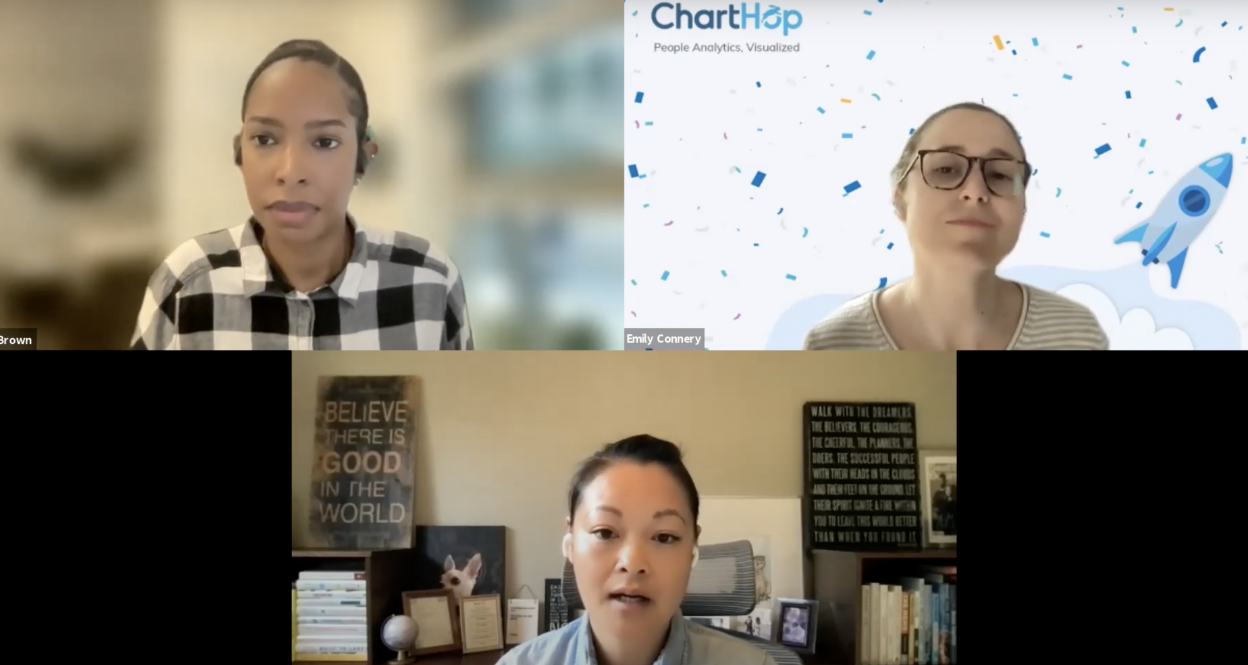 ChartHop
People Analytics, Visualized
Brown
Emily Connery
BELIEVE
THERE IS
GOOD
IN THE
WORLD
WALK WITH THE DREAMERS,
THE BELIEVERS, THE COURAGEOUS,
THE CHEERFUL, THE PLANNERS, THE
DOERS, THE SUCCESSFUL PEOPLE
WITH THEIR HEADS IN THE CLOUDS
AND THEIR FEET ON THE GROUND. LET
THEIR SPIRIT IGNITE A FIRE WITHIN
YOU TO LEAVE THIS WORLD BETTER
THAN WHEN YOU FOUND IT